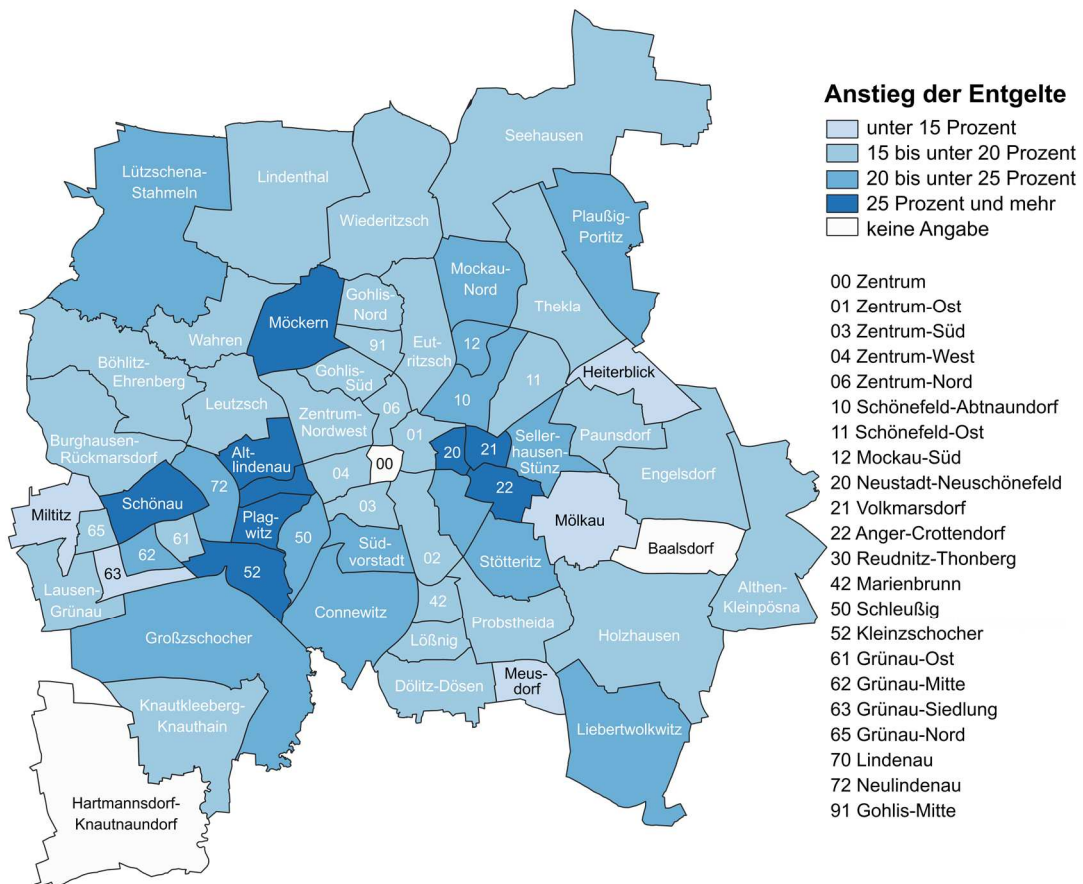 Anstieg der Entgelte
unter 15 Prozent
15 bis unter 20 Prozent
20 bis unter 25 Prozent
25 Prozent und mehr
keine Angabe
00 Zentrum
01 Zentrum-Ost
03 Zentrum-Süd
04 Zentrum-West
06 Zentrum-Nord
10 Schönefeld-Abtnaundorf
11 Schönefeld-Ost
12 Mockau-Süd
20 Neustadt-Neuschönefeld
21 Volkmarsdorf
22 Anger-Crottendorf
30 Reudnitz-Thonberg
42 Marienbrunn
50 Schleußig
52 Kleinzschocher
61 Grünau-Ost
62 Grünau-Mitte
63 Grünau-Siedlung
65 Grünau-Nord
70 Lindenau
72 Neulindenau
91 Gohlis-Mitte
Seehausen
Lützschena-
Stahmeln
Lindenthal
Wiederitzsch
Plaußig-
Portitz
Mockau-
Nord
Gohlis-
Nord
Thekla
Möckern
Wahren
91
Eut-
ritzsch
12
Böhlitz-
Ehrenberg
Gohlis-
Süd
Heiterblick
11
Leutzsch
10
06
Zentrum-
Nordwest
Burghausen-
Rückmarsdorf
01
Seller-
hausen-
Stünz
Paunsdorf
Alt-
lindenau
20
21
00
04
Engelsdorf
72
22
Schönau
Miltitz
03
Plag-
witz
Mölkau
65
61
50
Süd-
vorstadt
Baalsdorf
62
02
Stötteritz
63
52
Lausen-
Grünau
Althen-
Kleinpösna
42
Connewitz
Probstheida
Großzschocher
Lößnig
Holzhausen
Meus-
dorf
Dölitz-Dösen
Knautkleeberg-
Knauthain
Liebertwolkwitz
Hartmannsdorf-
Knautnaundorf